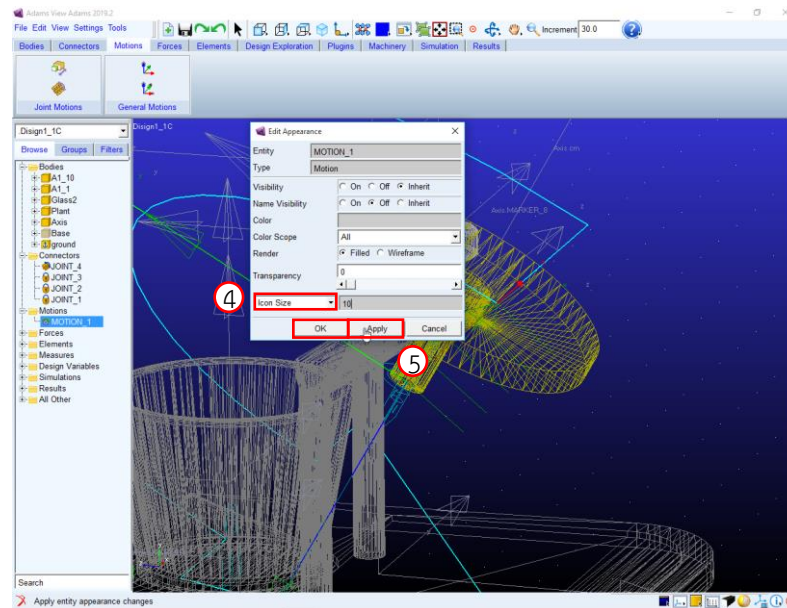 Adams View Adams 2019.2
File Edit View Settings Tools
Increment 30.0
Bodies Connectors Motions Forces Elements Design Exploration Plugins Machinery Simulation Results
Joint Motions General Motions
Disign1_1C
Browse Groups Filters
Bodies
A1_10
A1_1
Glass2
Plant
Axis
Base
ground
Connectors
JOINT_4
JOINT_3
JOINT_2
JOINT_1
Motions
MOTION_1
Forces
Elements
Measures
Design Variables
Simulations
Results
All Other
Search
Apply entity appearance changes
Disign1_1C
Edit Appearance
Entity MOTION_1
Type Motion
Visibility On Off Inherit
Name Visibility On Off Inherit
Color
Color Scope All
Render Filled Wireframe
Transparency 0
4 Icon Size 10
OK Apply Cancel
5
Axis cm
Axis MARKER_8